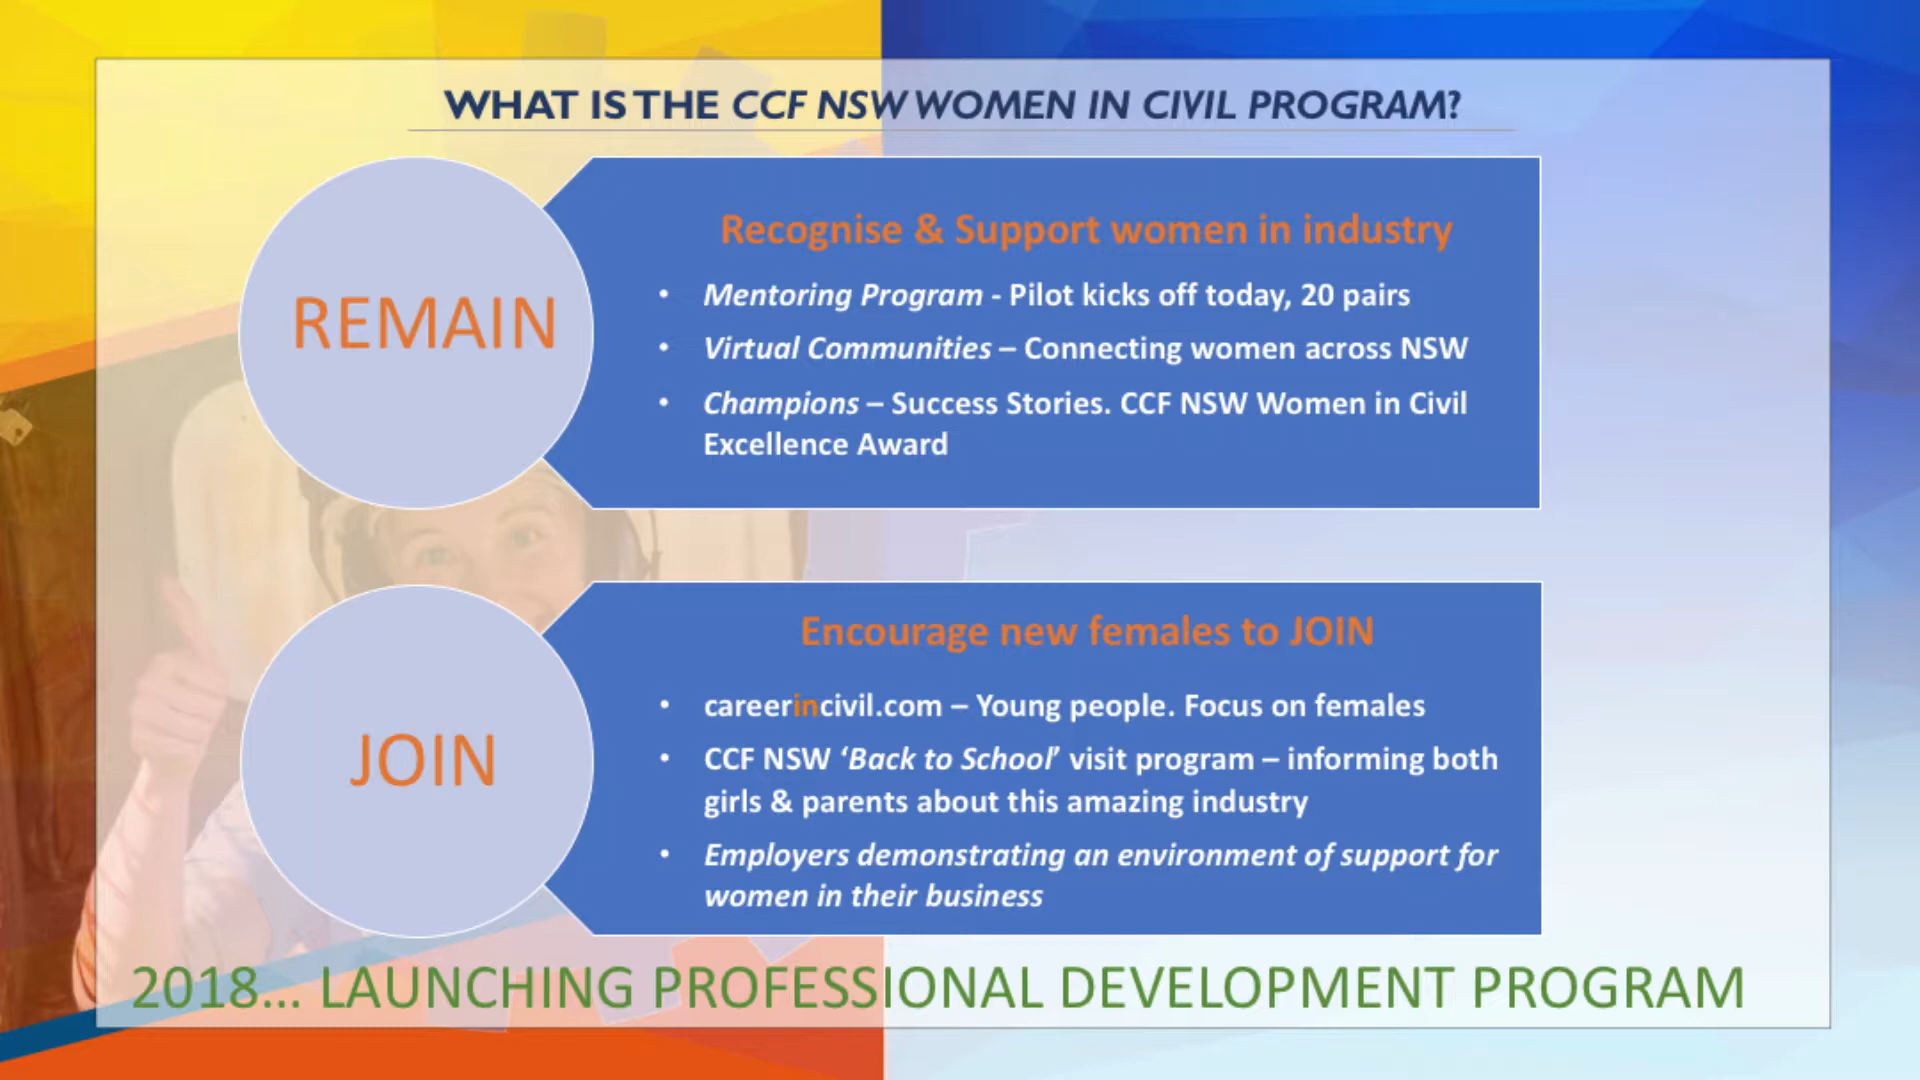 WHAT IS THE CCF NSW WOMEN IN CIVIL PROGRAM?
REMAIN
Recognise & Support women in industry
• Mentoring Program - Pilot kicks off today, 20 pairs
• Virtual Communities – Connecting women across NSW
• Champions – Success Stories. CCF NSW Women in Civil
Excellence Award
JOIN
Encourage new females to JOIN
• careerincivil.com – Young people. Focus on females
• CCF NSW ‘Back to School’ visit program – informing both
girls & parents about this amazing industry
• Employers demonstrating an environment of support for
women in their business
2018... LAUNCHING PROFESSIONAL DEVELOPMENT PROGRAM